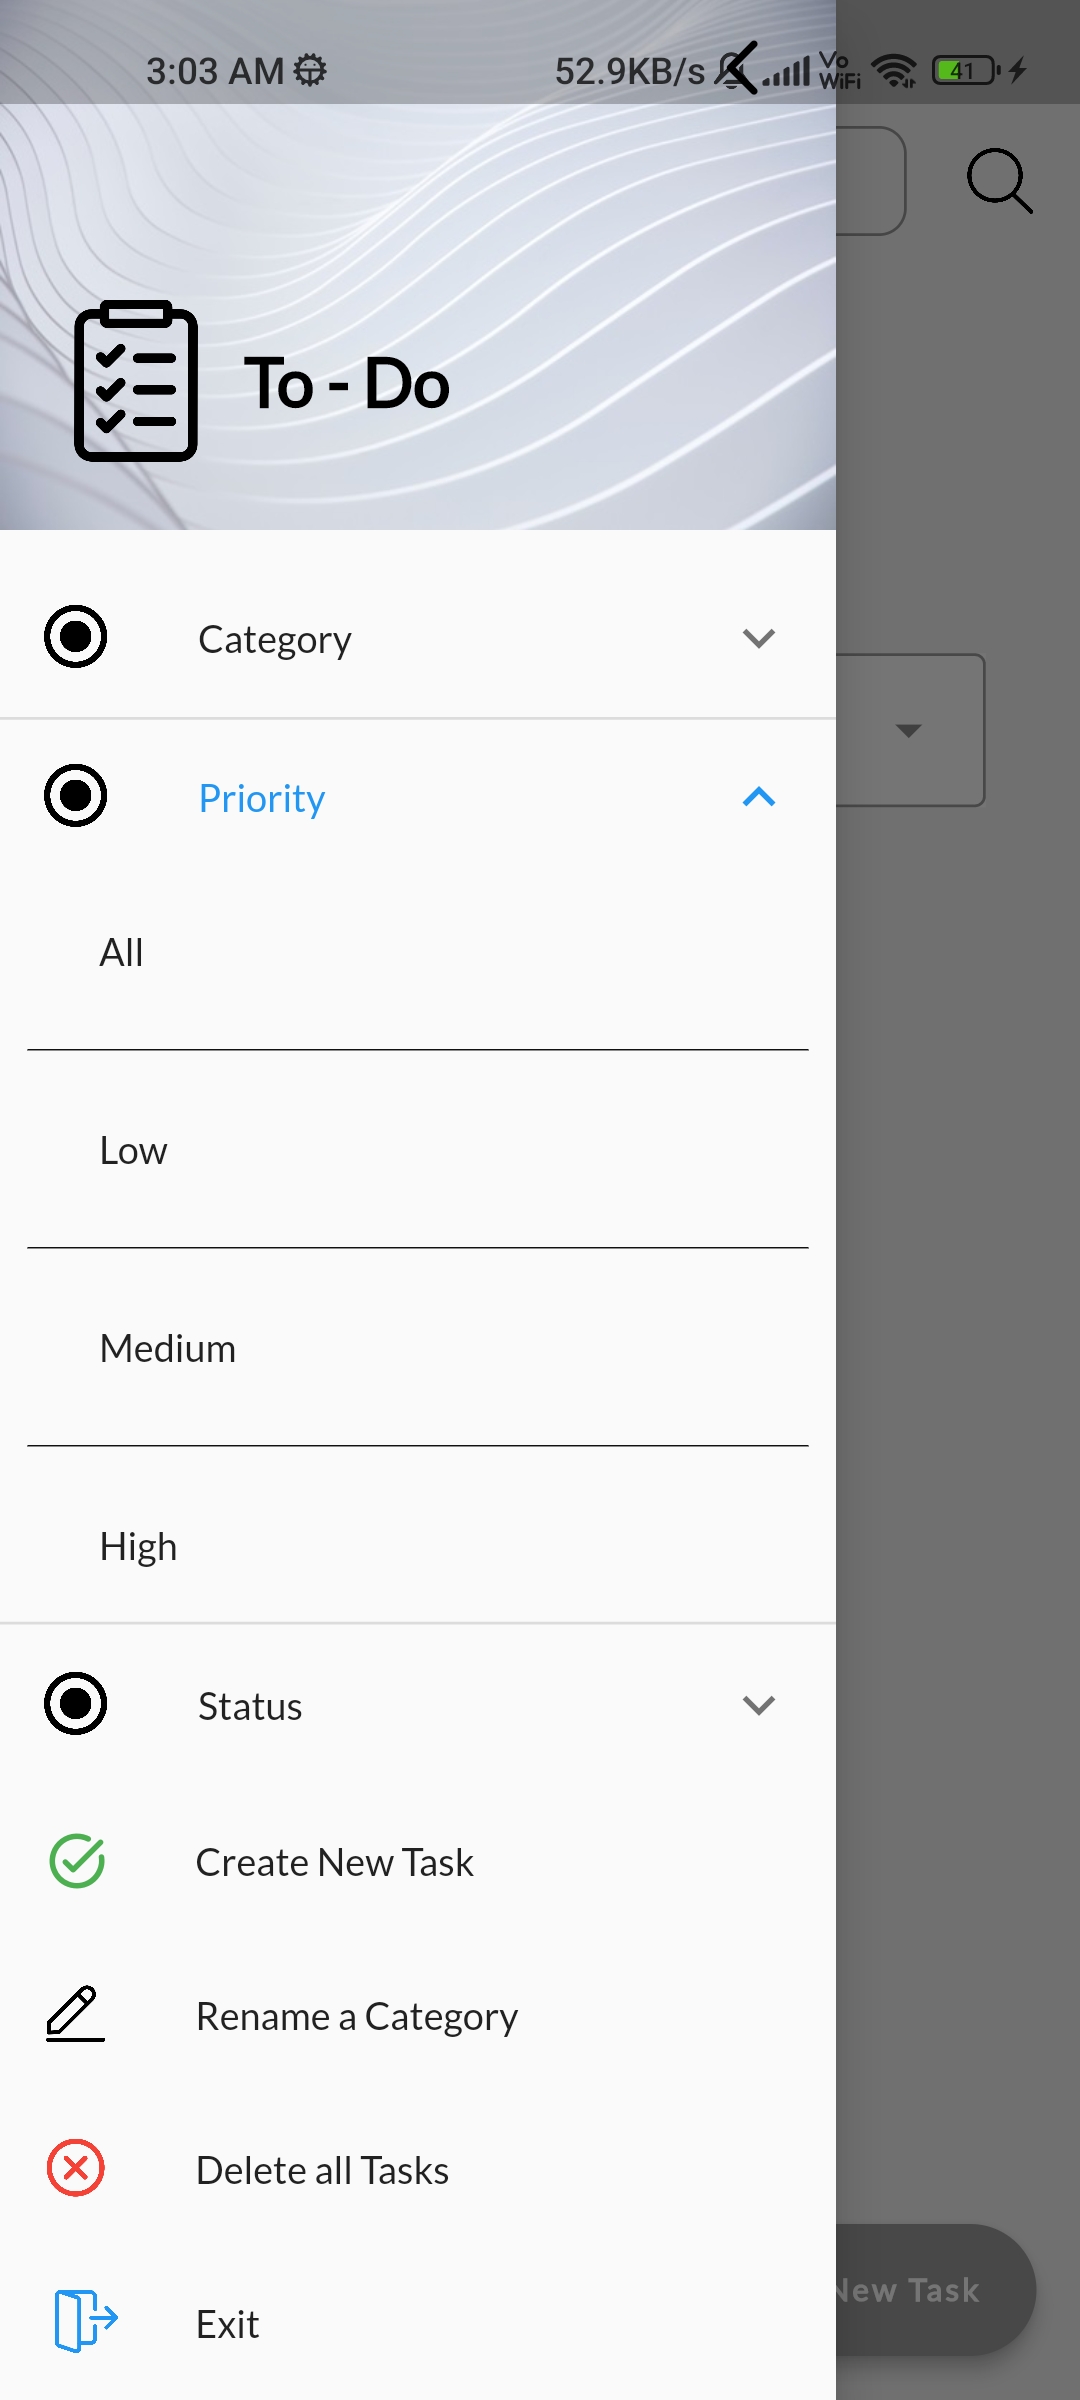 3:03 AM 52.9KB/s Vo WiFi 41
To - Do
Category
Priority
All
Low
Medium
High
Status
Create New Task
Rename a Category
Delete all Tasks
Exit
New Task